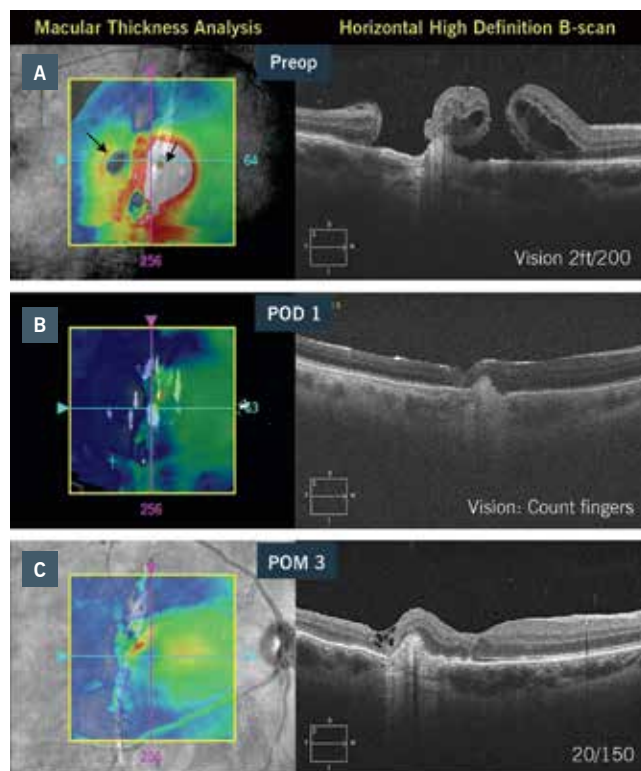 Macular Thickness Analysis
Horizontal High Definition B-scan
A
Preop
64
256
Vision 2ft/200
B
POD 1
256
Vision: Count fingers
C
POM 3
20/150